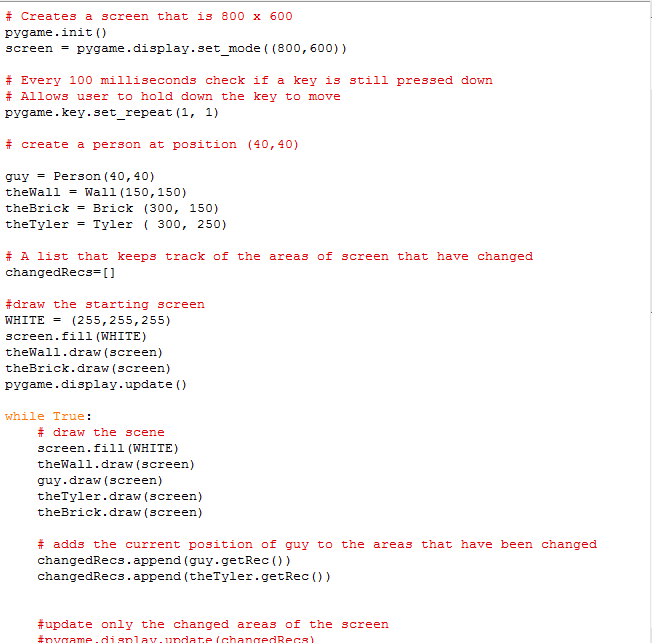 # Creates a screen that is 800 x 600
pygame.init()
screen = pygame.display.set_mode((800,600))
# Every 100 milliseconds check if a key is still pressed down
# Allows user to hold down the key to move
pygame.key.set_repeat(1, 1)
# create a person at position (40,40)
guy = Person(40,40)
theWall = Wall(150,150)
theBrick = Brick (300, 150)
theTyler = Tyler ( 300, 250)
# A list that keeps track of the areas of screen that have changed
changedRecs=[]
#draw the starting screen
WHITE = (255,255,255)
screen.fill(WHITE)
theWall.draw(screen)
theBrick.draw(screen)
pygame.display.update()
while True:
    # draw the scene
    screen.fill(WHITE)
    theWall.draw(screen)
    guy.draw(screen)
    theTyler.draw(screen)
    theBrick.draw(screen)
    # adds the current position of guy to the areas that have been changed
    changedRecs.append(guy.getRec())
    changedRecs.append(theTyler.getRec())
    #update only the changed areas of the screen
    #pygame.display.update(changedRecs)